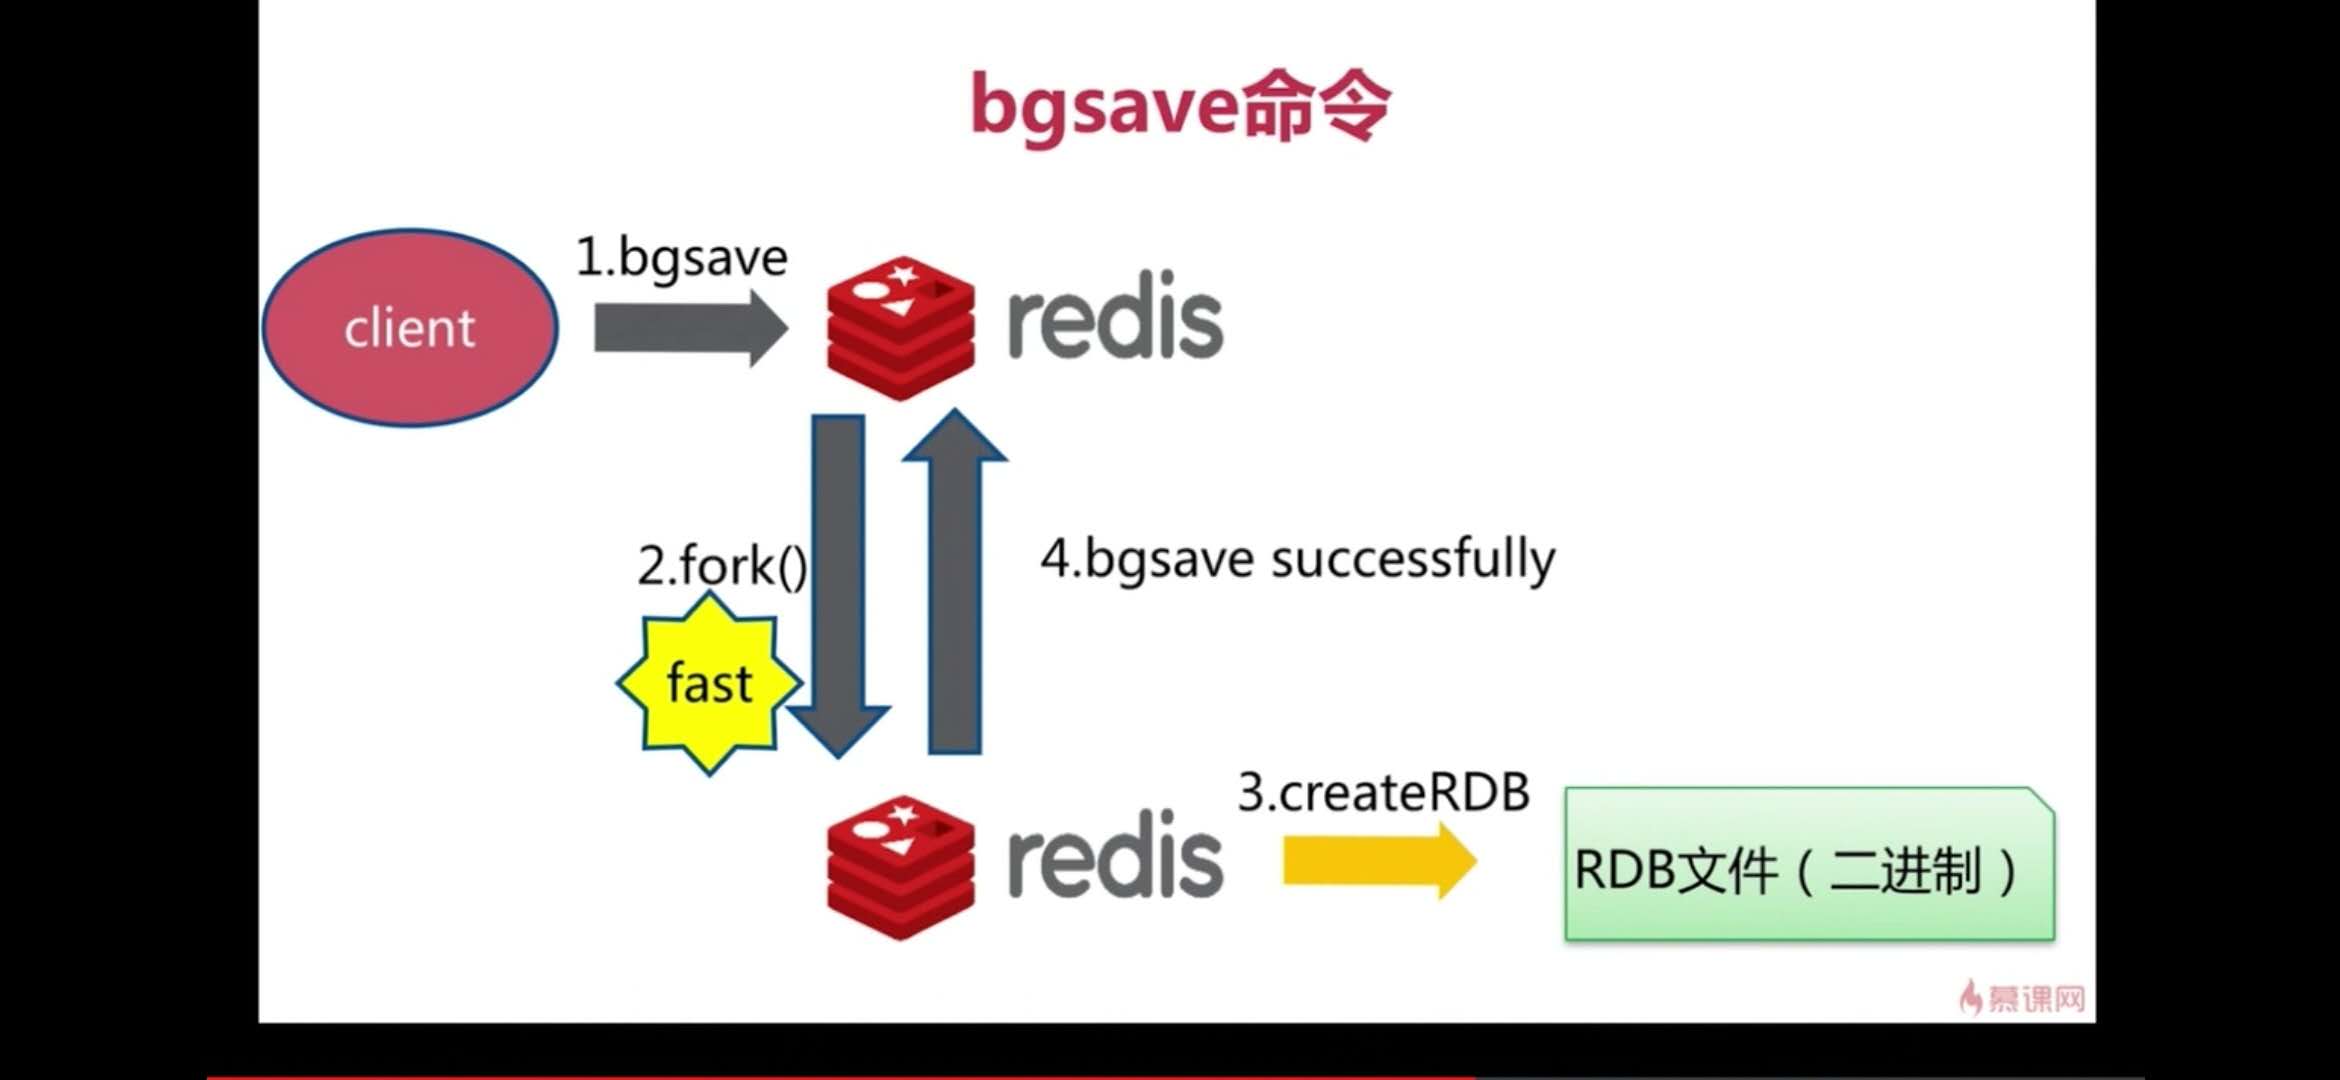 bgsave命令
1.bgsave
client
redis
2.fork()
4.bgsave successfully
fast
3.createRDB
redis
RDB文件（二进制）
慕课网